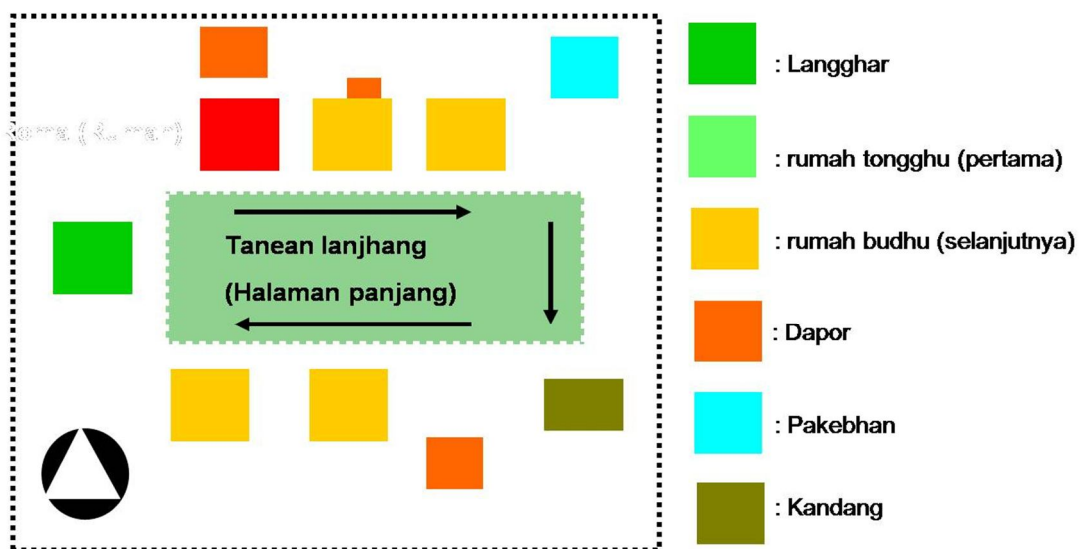 : Langghar
: rumah tongghu (pertama)
Tanean lanjhang
(Halaman panjang)
: rumah budhu (selanjutnya)
: Dapor
: Pakebhan
: Kandang